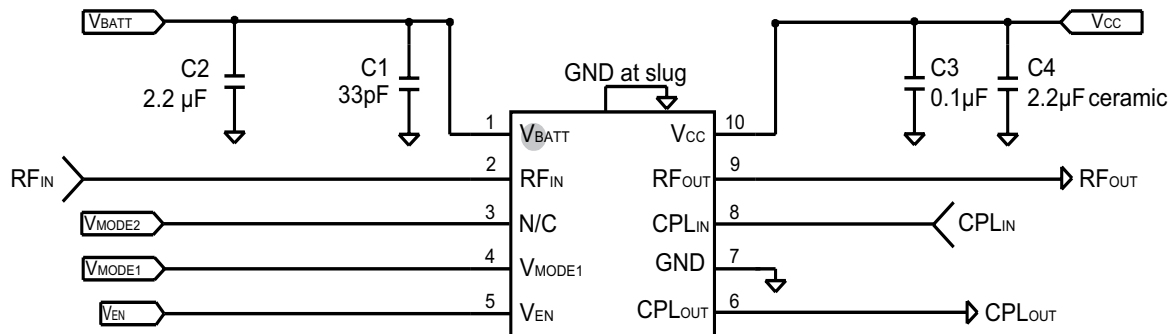 VBATT
VCC
C2
2.2 µF
C1
33pF
GND at slug
C3
0.1µF
C4
2.2µF ceramic
1
VBATT
VCC
10
RFIN
2
RFIN
RFOUT
9
RFOUT
VMODE2
3
N/C
CPLIN
8
CPLIN
VMODE1
4
VMODE1
GND
7
VEN
5
VEN
CPLOUT
6
CPLOUT